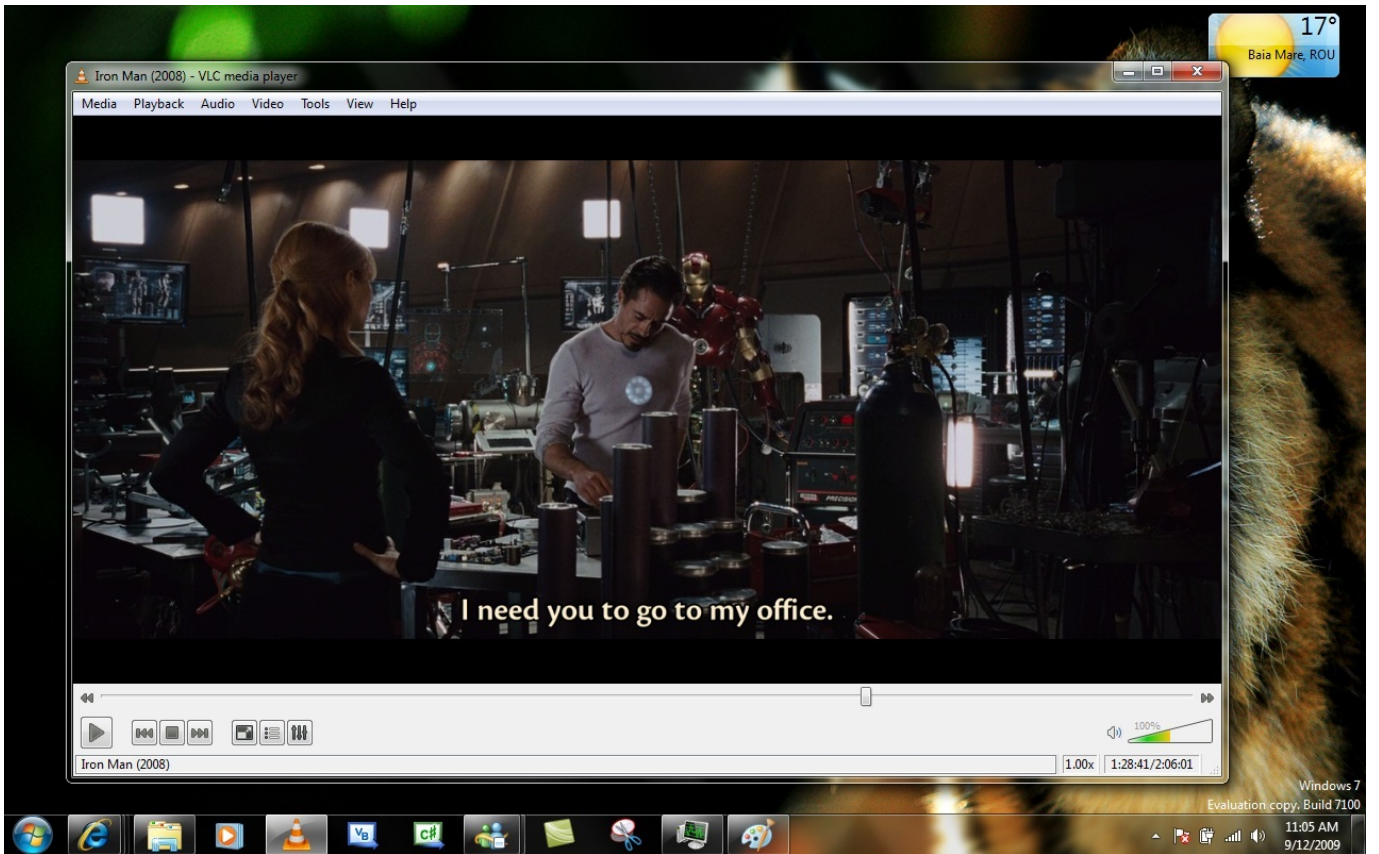 17°
Baia Mare, ROU
Iron Man (2008) - VLC media player
Media Playback Audio Video Tools View Help
PRECISION
I need you to go to my office.
100%
Iron Man (2008)
1.00x 1:28:41/2:06:01
Windows 7
Evaluation copy. Build 7100
VB
C#
11:05 AM
9/12/2009